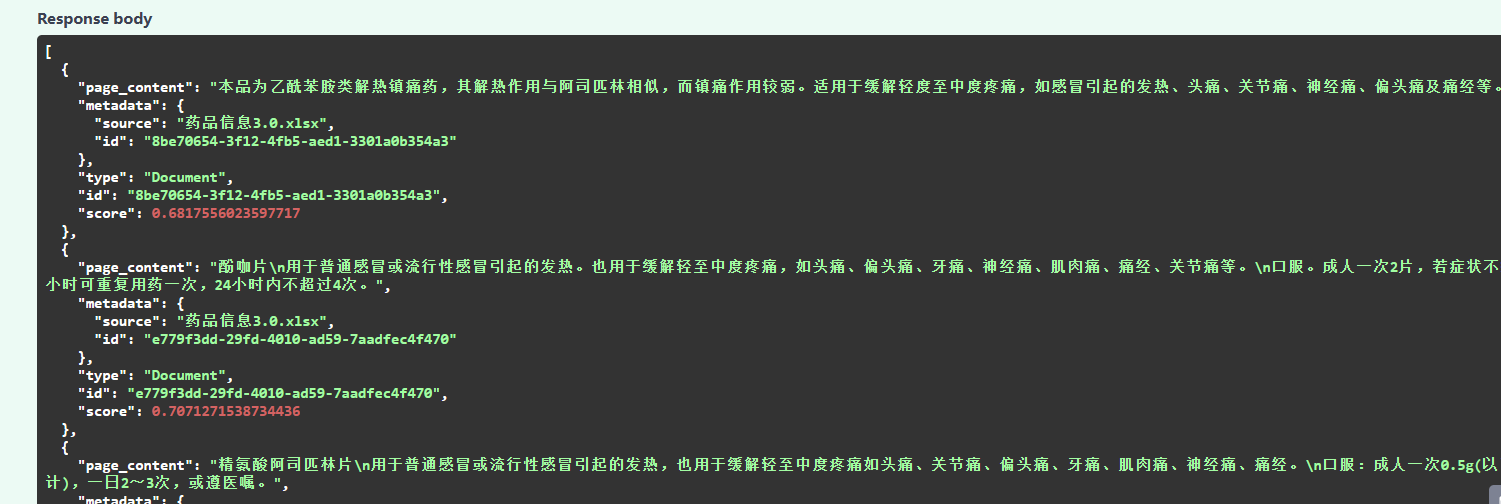 Response body
[
{
"page_content": "本品为乙酰苯胺类解热镇痛药，其解热作用与阿司匹林相似，而镇痛作用较弱。适用于缓解轻度至中度疼痛，如感冒引起的发热、头痛、关节痛、神经痛、偏头痛及痛经等。
"metadata": {
"source": "药品信息3.0.xlsx",
"id": "8be70654-3f12-4fb5-aed1-3301a0b354a3"
},
"type": "Document",
"id": "8be70654-3f12-4fb5-aed1-3301a0b354a3",
"score": 0.6817556023597717
},
{
"page_content": "酚咖片\n用于普通感冒或流行性感冒引起的发热。也用于缓解轻至中度疼痛，如头痛、偏头痛、牙痛、神经痛、肌肉痛、痛经、关节痛等。\n口服。成人一次2片，若症状不
小时可重复用药一次，24小时内不超过4次。",
"metadata": {
"source": "药品信息3.0.xlsx",
"id": "e779f3dd-29fd-4010-ad59-7aadfec4f470"
},
"type": "Document",
"id": "e779f3dd-29fd-4010-ad59-7aadfec4f470",
"score": 0.7071271538734436
},
{
"page_content": "精氨酸阿司匹林片\n用于普通感冒或流行性感冒引起的发热，也用于缓解轻至中度疼痛如头痛、关节痛、偏头痛、牙痛、肌肉痛、神经痛、痛经。\n口服：成人一次0.5g(以
计)，一日2～3次，或遵医嘱。",
"metadata": {